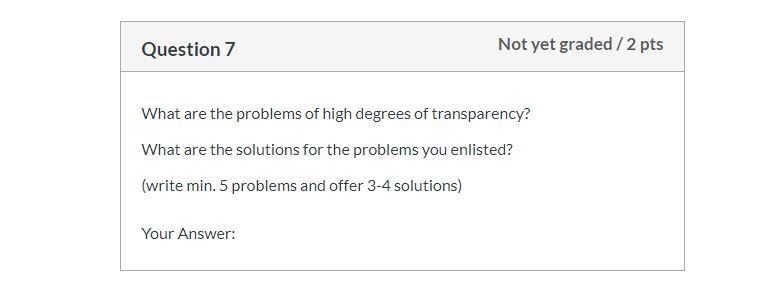 Question 7
Not yet graded / 2 pts
What are the problems of high degrees of transparency?
What are the solutions for the problems you enlisted?
(write min. 5 problems and offer 3-4 solutions)
Your Answer: